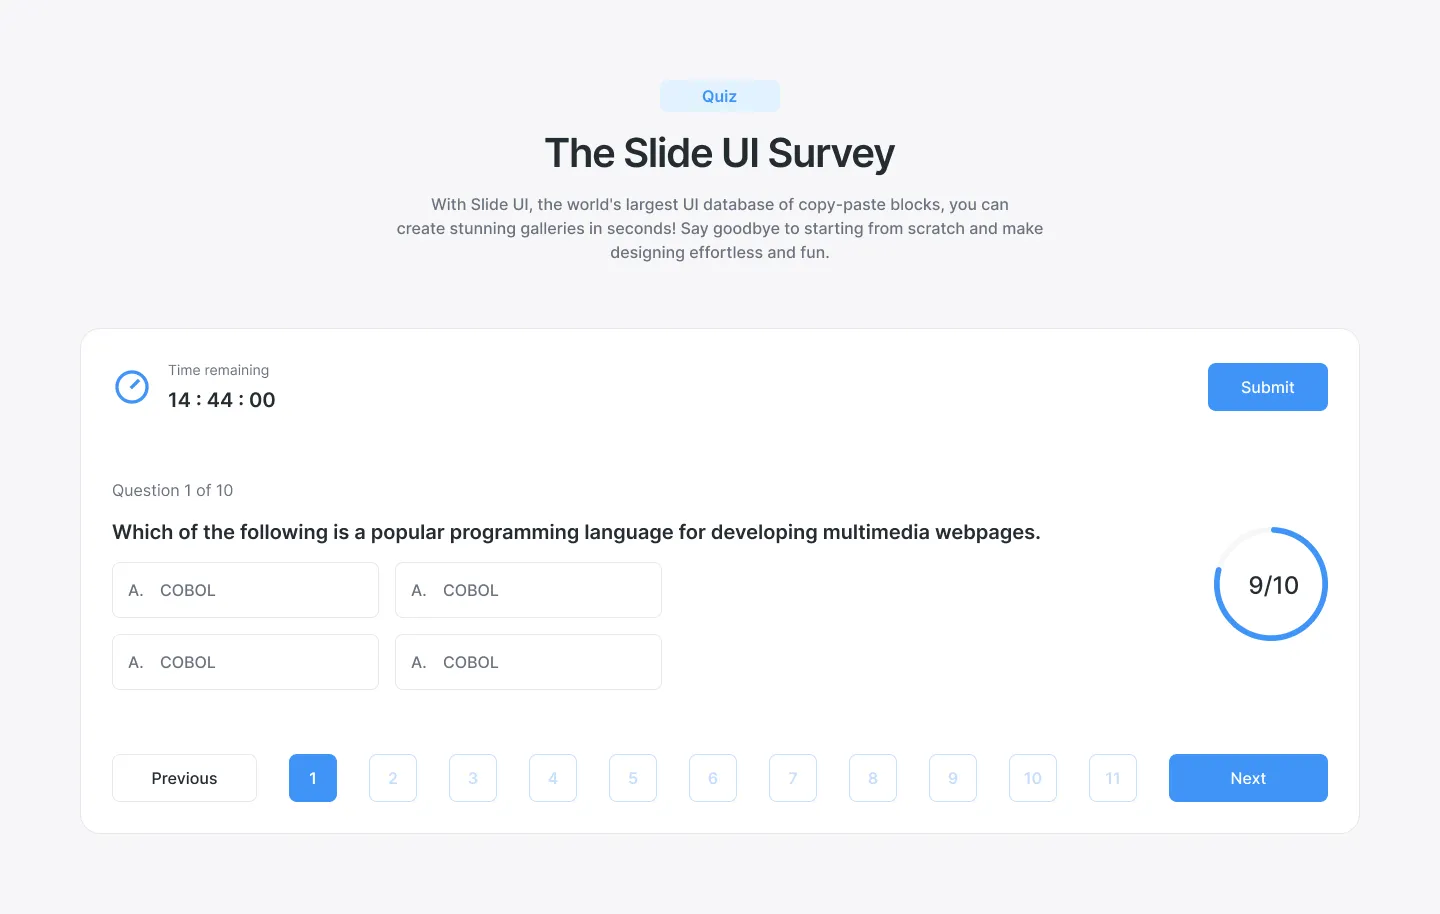 Quiz
The Slide UI Survey
With Slide UI, the world's largest UI database of copy-paste blocks, you can
create stunning galleries in seconds! Say goodbye to starting from scratch and make
designing effortless and fun.
Time remaining
14 : 44 : 00
Submit
Question 1 of 10
Which of the following is a popular programming language for developing multimedia webpages.
A. COBOL
A. COBOL
A. COBOL
A. COBOL
9/10
Previous
1
2
3
4
5
6
7
8
9
10
11
Next